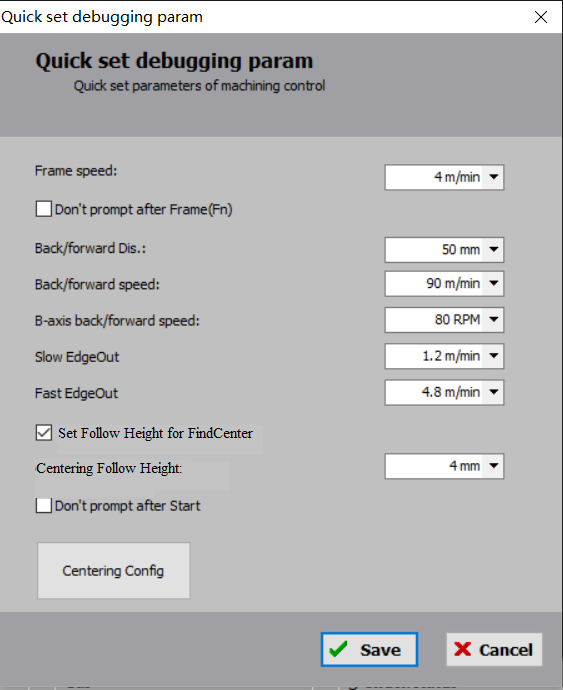 Quick set debugging param
Quick set debugging param
Quick set parameters of machining control
Frame speed:
4 m/min
Don't prompt after Frame(Fn)
Back/forward Dis.:
50 mm
Back/forward speed:
90 m/min
B-axis back/forward speed:
80 RPM
Slow EdgeOut
1.2 m/min
Fast EdgeOut
4.8 m/min
Set Follow Height for FindCenter
Centering Follow Height:
4 mm
Don't prompt after Start
Centering Config
Save
Cancel